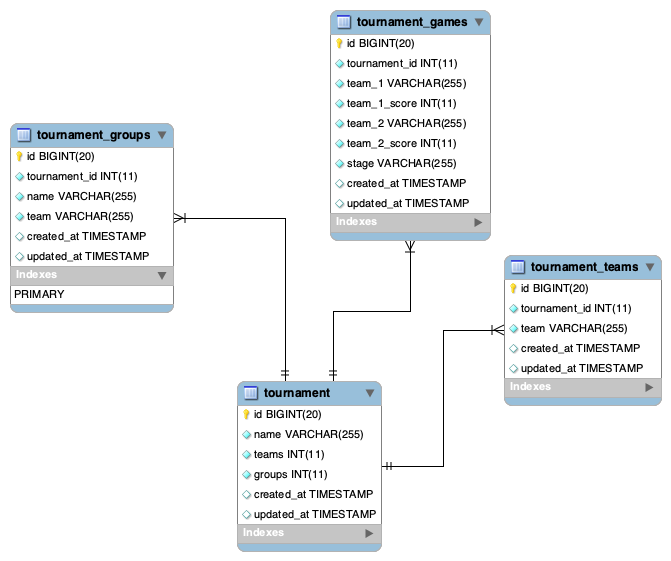 tournament_games
id BIGINT(20)
tournament_id INT(11)
team_1 VARCHAR(255)
team_1_score INT(11)
team_2 VARCHAR(255)
team_2_score INT(11)
stage VARCHAR(255)
created_at TIMESTAMP
updated_at TIMESTAMP
Indexes
tournament_groups
id BIGINT(20)
tournament_id INT(11)
name VARCHAR(255)
team VARCHAR(255)
created_at TIMESTAMP
updated_at TIMESTAMP
Indexes
PRIMARY
tournament_teams
id BIGINT(20)
tournament_id INT(11)
team VARCHAR(255)
created_at TIMESTAMP
updated_at TIMESTAMP
Indexes
tournament
id BIGINT(20)
name VARCHAR(255)
teams INT(11)
groups INT(11)
created_at TIMESTAMP
updated_at TIMESTAMP
Indexes